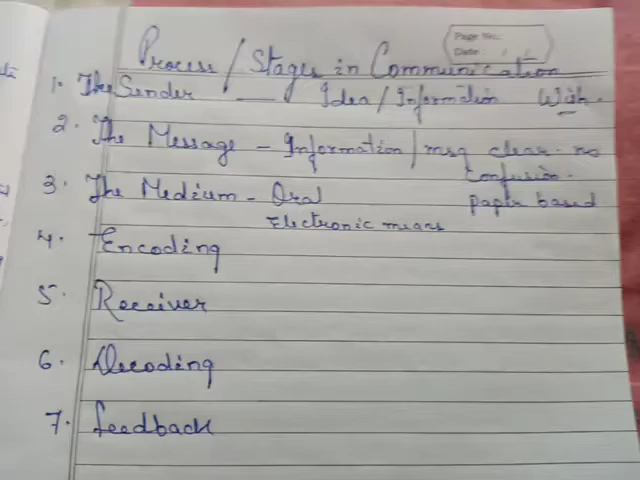 Page No.:
Date: / /
Process / Stages in Communication
1. The Sender — Idea / Information With.
2. The Message - Information / msg clear. no
confusion.
3. The Medium - Oral paper based
Electronic means
4. Encoding
5. Receiver
6. Decoding
7. feedback